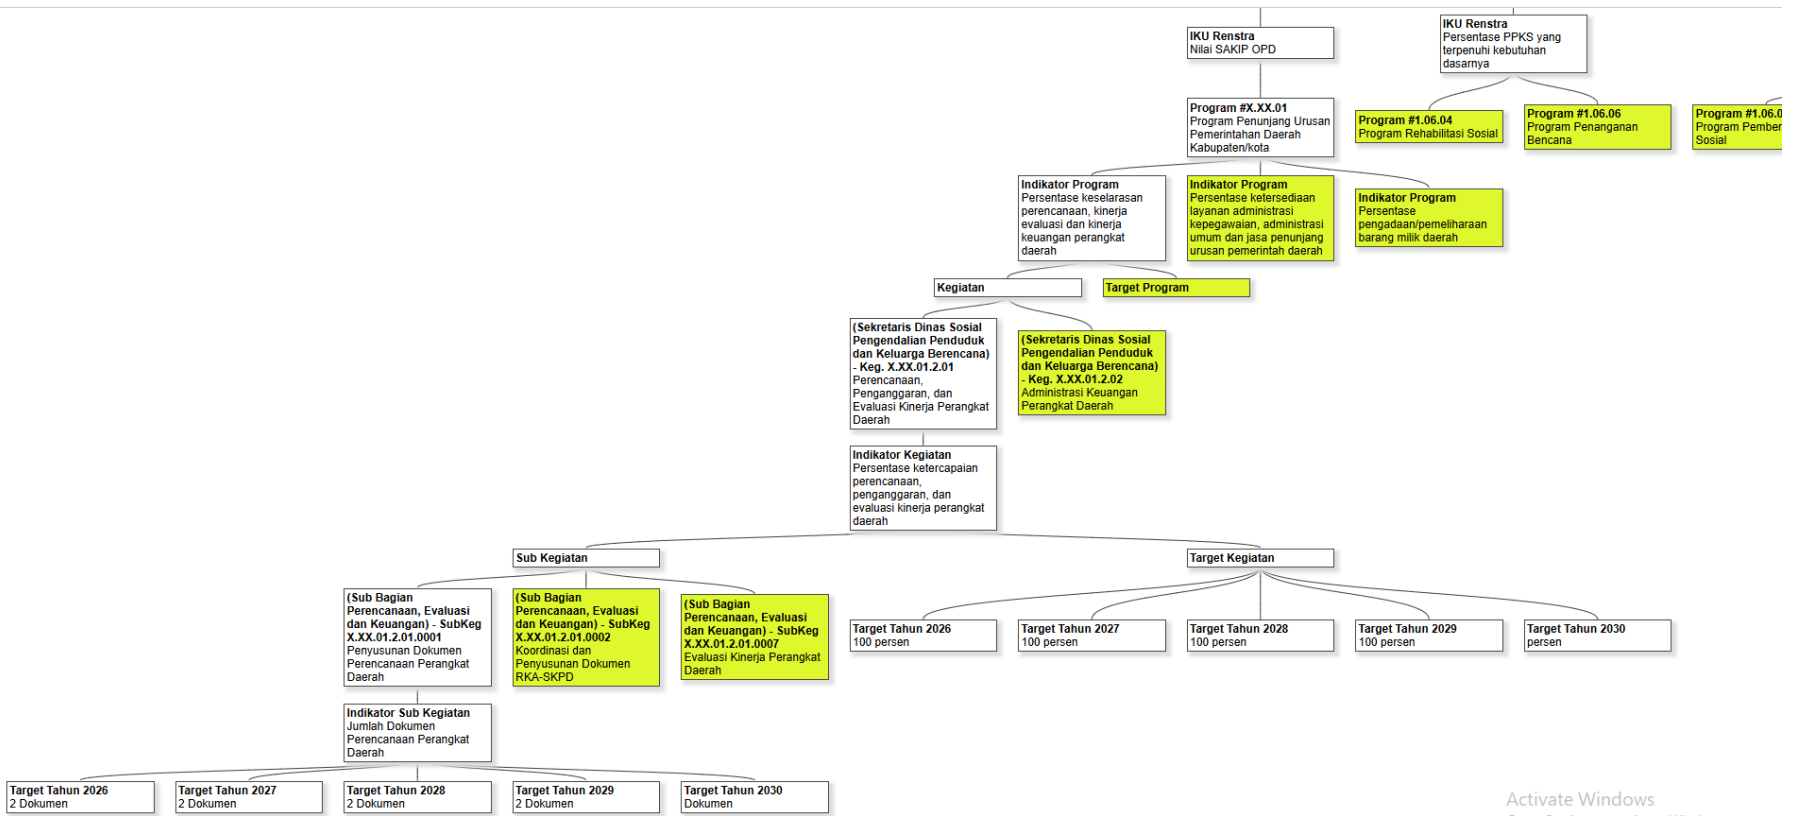 IKU Renstra
Nilai SAKIP OPD
IKU Renstra
Persentase PPKS yang
terpenuhi kebutuhan
dasarnya
Program #X.XX.01
Program Penunjang Urusan
Pemerintahan Daerah
Kabupaten/kota
Program #1.06.04
Program Rehabilitasi Sosial
Program #1.06.06
Program Penanganan
Bencana
Program #1.06.0
Program Pember
Sosial
Indikator Program
Persentase keselarasan
perencanaan, kinerja
evaluasi dan kinerja
keuangan perangkat
daerah
Indikator Program
Persentase ketersediaan
layanan administrasi
kepegawaian, administrasi
umum dan jasa penunjang
urusan pemerintah daerah
Indikator Program
Persentase
pengadaan/pemeliharaan
barang milik daerah
Kegiatan
Target Program
(Sekretaris Dinas Sosial
Pengendalian Penduduk
dan Keluarga Berencana)
- Keg. X.XX.01.2.01
Perencanaan,
Penganggaran, dan
Evaluasi Kinerja Perangkat
Daerah
(Sekretaris Dinas Sosial
Pengendalian Penduduk
dan Keluarga Berencana)
- Keg. X.XX.01.2.02
Administrasi Keuangan
Perangkat Daerah
Indikator Kegiatan
Persentase ketercapaian
perencanaan,
penganggaran, dan
evaluasi kinerja perangkat
daerah
Sub Kegiatan
Target Kegiatan
(Sub Bagian
Perencanaan, Evaluasi
dan Keuangan) - SubKeg
X.XX.01.2.01.0001
Penyusunan Dokumen
Perencanaan Perangkat
Daerah
(Sub Bagian
Perencanaan, Evaluasi
dan Keuangan) - SubKeg
X.XX.01.2.01.0002
Koordinasi dan
Penyusunan Dokumen
RKA-SKPD
(Sub Bagian
Perencanaan, Evaluasi
dan Keuangan) - SubKeg
X.XX.01.2.01.0007
Evaluasi Kinerja Perangkat
Daerah
Target Tahun 2026
100 persen
Target Tahun 2027
100 persen
Target Tahun 2028
100 persen
Target Tahun 2029
100 persen
Target Tahun 2030
persen
Indikator Sub Kegiatan
Jumlah Dokumen
Perencanaan Perangkat
Daerah
Target Tahun 2026
2 Dokumen
Target Tahun 2027
2 Dokumen
Target Tahun 2028
2 Dokumen
Target Tahun 2029
2 Dokumen
Target Tahun 2030
Dokumen
Activate Windows